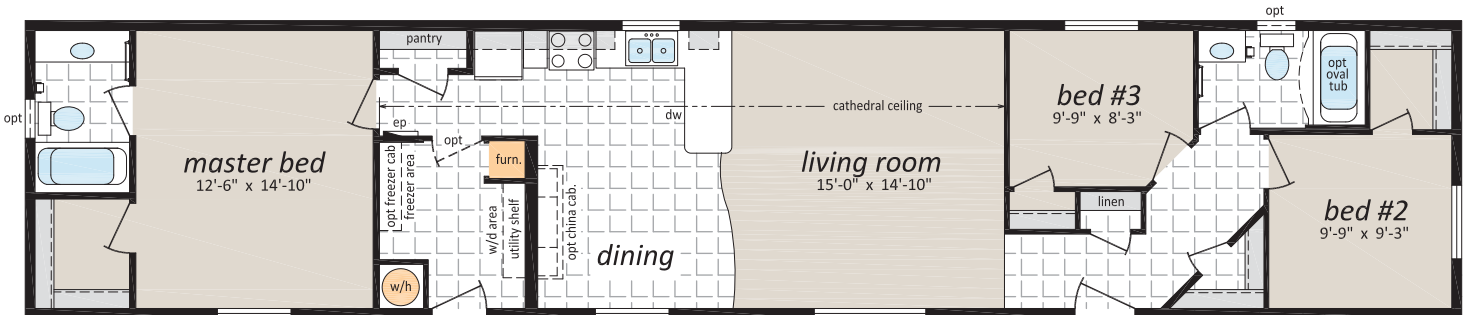 opt
pantry
cathedral ceiling
opt
oval
tub
bed #3
9'-9" x 8'-3"
opt
ep
dw
opt
master bed
12'-6" x 14'-10"
furn.
living room
15'-0" x 14'-10"
opt freezer cab
freezer area
linen
w/d area
utility shelf
opt china cab.
bed #2
9'-9" x 9'-3"
dining
w/h